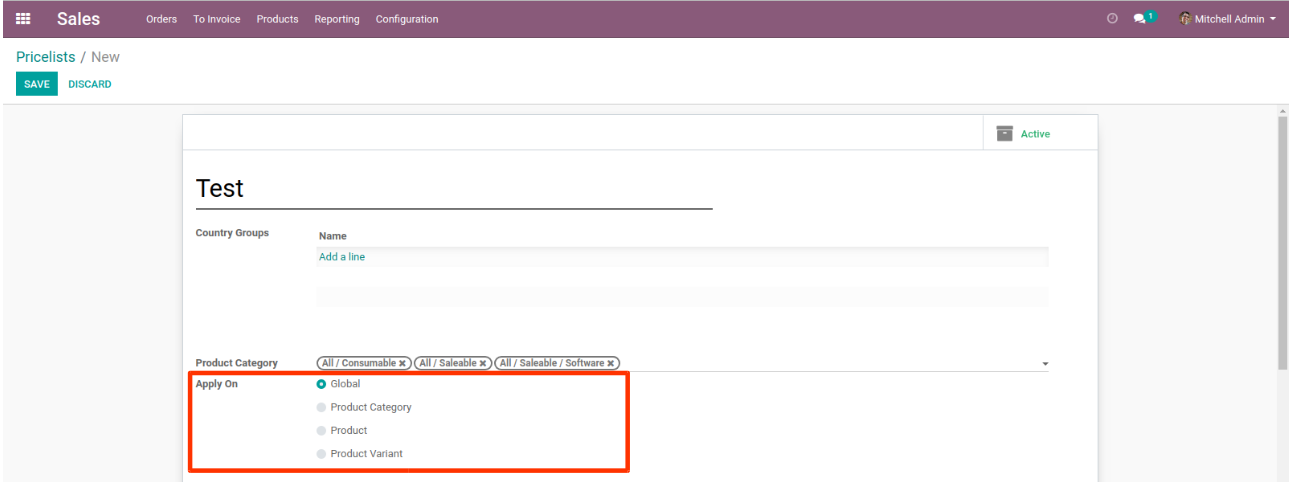 Sales Orders To Invoice Products Reporting Configuration 1 Mitchell Admin
Pricelists / New
SAVE DISCARD
Active
Test
Country Groups Name
Add a line
Product Category All / Consumable x All / Saleable x All / Saleable / Software x
Apply On Global
Product Category
Product
Product Variant